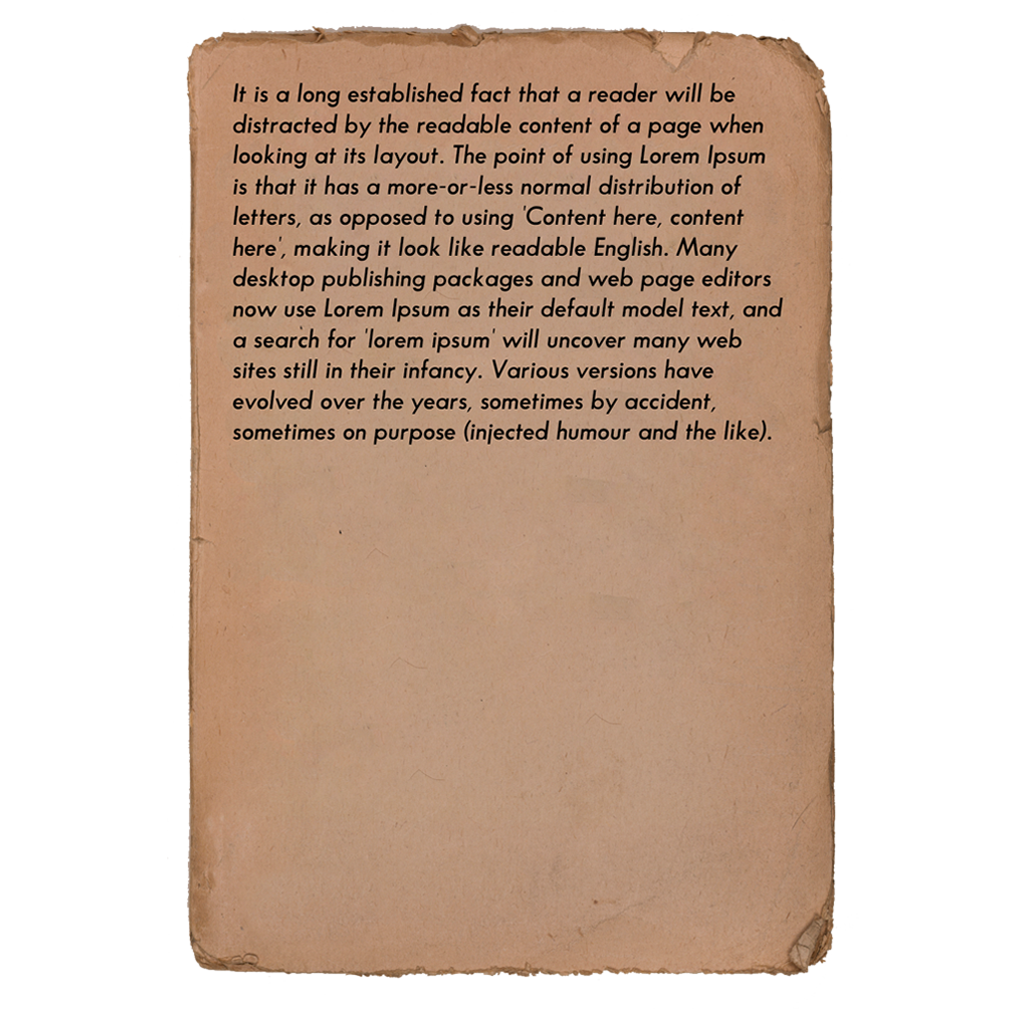 It is a long established fact that a reader will be
distracted by the readable content of a page when
looking at its layout. The point of using Lorem Ipsum
is that it has a more-or-less normal distribution of
letters, as opposed to using 'Content here, content
here', making it look like readable English. Many
desktop publishing packages and web page editors
now use Lorem Ipsum as their default model text, and
a search for 'lorem ipsum' will uncover many web
sites still in their infancy. Various versions have
evolved over the years, sometimes by accident,
sometimes on purpose (injected humour and the like).